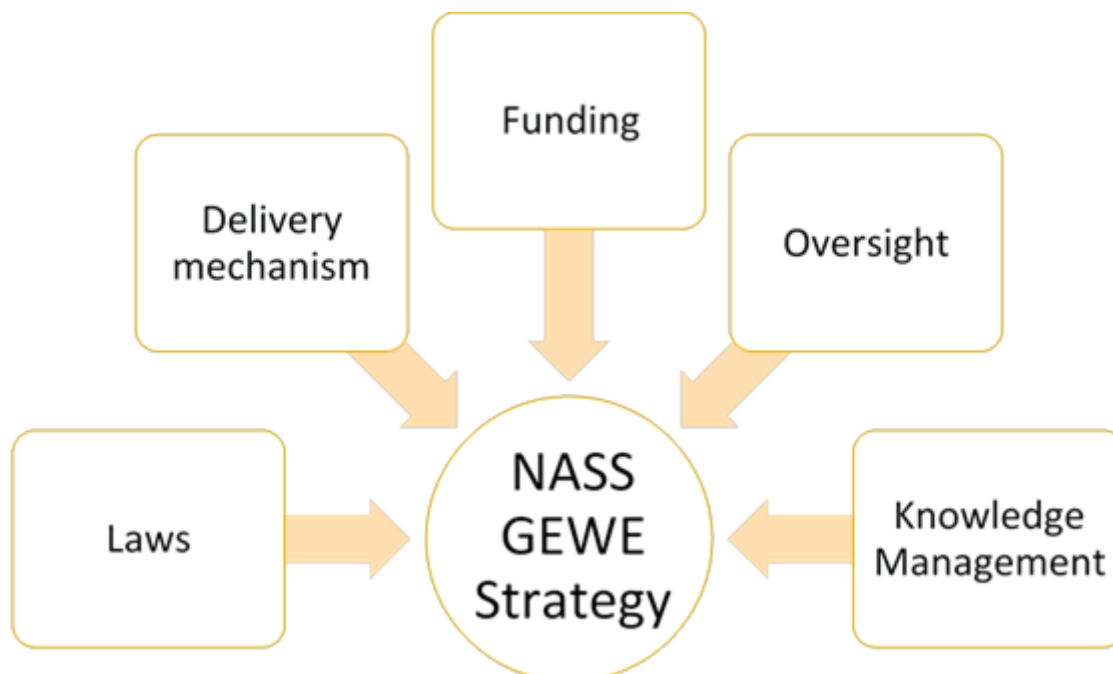 Funding
Delivery
mechanism
Oversight
Laws
NASS
GEWE
Strategy
Knowledge
Management